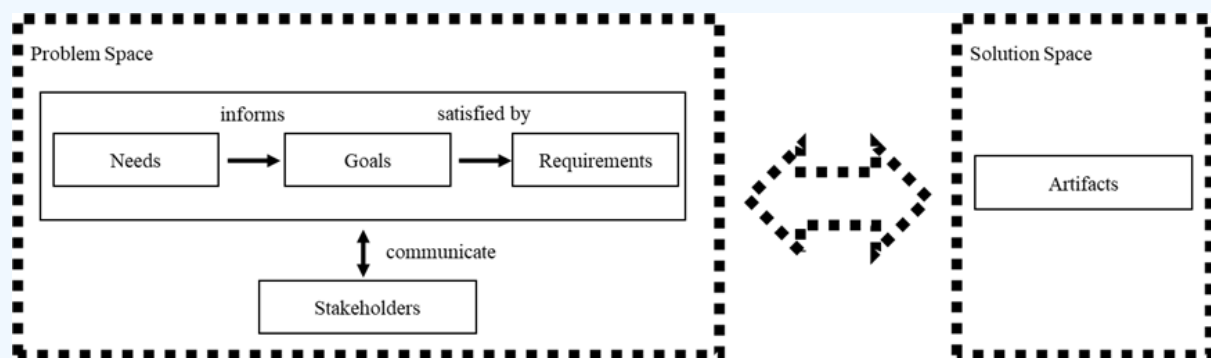 Problem Space
Solution Space
informs
satisfied by
Needs
Goals
Requirements
Artifacts
communicate
Stakeholders